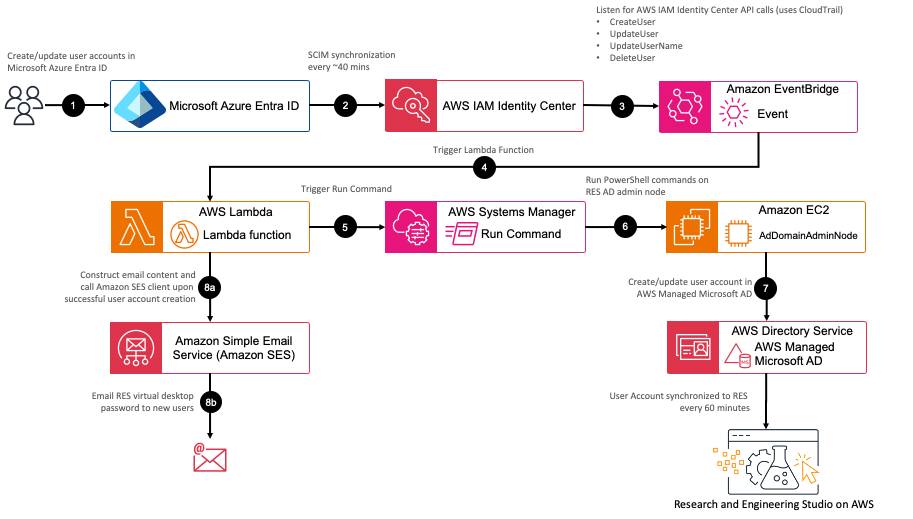 Listen for AWS IAM Identity Center API calls (uses CloudTrail)
• CreateUser
• UpdateUser
• UpdateUserName
• DeleteUser
Create/update user accounts in
Microsoft Azure Entra ID
SCIM synchronization
every ~40 mins
1
Microsoft Azure Entra ID
2
AWS IAM Identity Center
3
Amazon EventBridge
Event
Trigger Lambda Function
4
Trigger Run Command
Run PowerShell commands on
RES AD admin node
AWS Lambda
Lambda function
5
AWS Systems Manager
Run Command
6
Amazon EC2
AdDomainAdminNode
Construct email content and
call Amazon SES client upon
successful user account creation
8a
Create/update user account in
AWS Managed Microsoft AD
7
Amazon Simple Email
Service (Amazon SES)
AWS Directory Service
AWS Managed
Microsoft AD
MS
Email RES virtual desktop
password to new users
8b
User Account synchronized to RES
every 60 minutes
@
Research and Engineering Studio on AWS